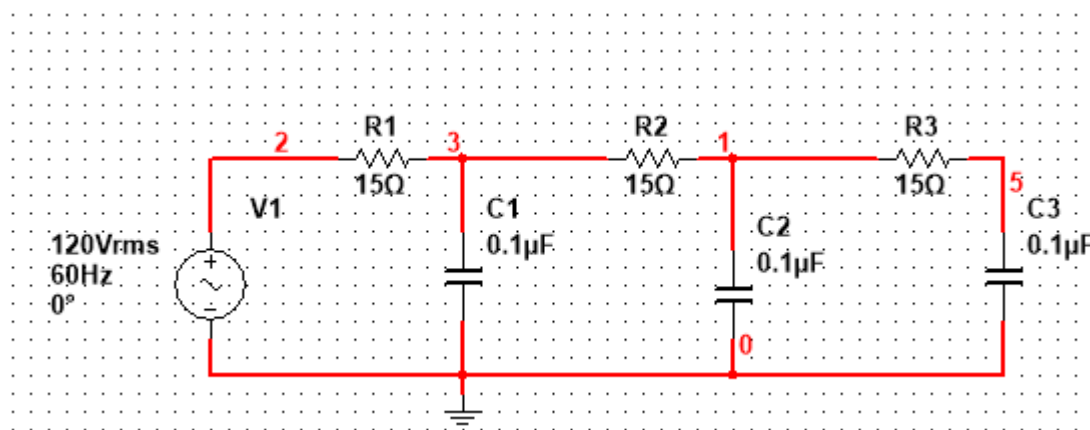 R1
R2
R3
2
3
1
15Ω
15Ω
15Ω
5
V1
C1
C2
C3
120Vrms
0.1µF
0.1µF
0.1µF
60Hz
0°
0